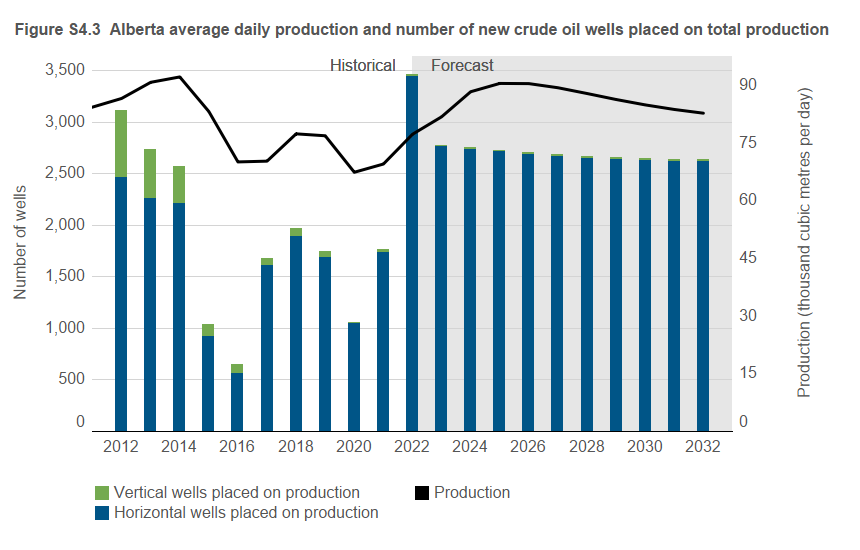 Figure S4.3  Alberta average daily production and number of new crude oil wells placed on total production
Historical
Forecast
3,500
3,000
2,500
2,000
1,500
1,000
500
0
Number of wells
90
75
60
45
30
15
0
Production (thousand cubic metres per day)
2012 2014 2016 2018 2020 2022 2024 2026 2028 2030 2032
Vertical wells placed on production
Production
Horizontal wells placed on production